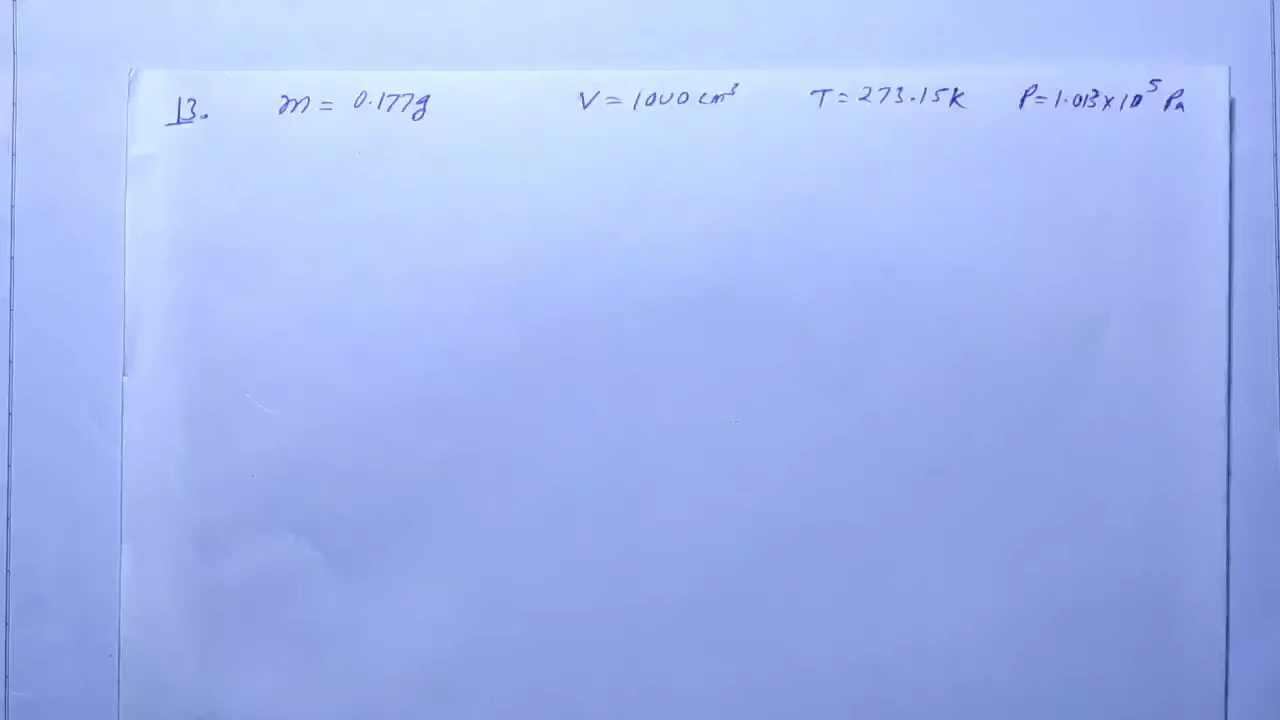 13. m = 0.177g V = 1000 cm³ T = 273.15K P = 1.013 x 10⁵ Pa